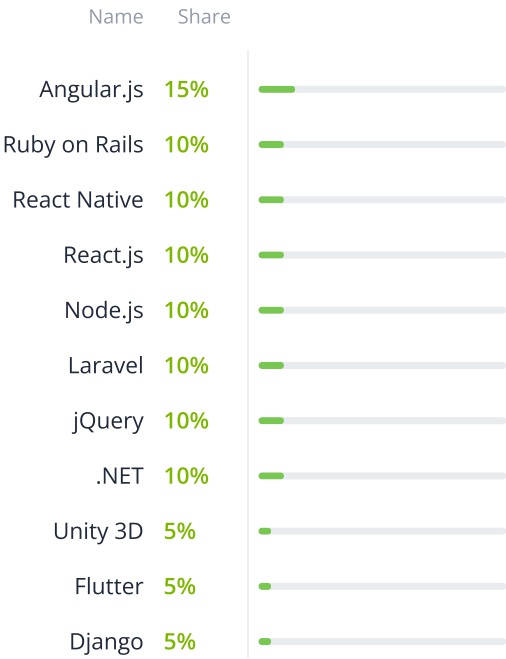 Name Share
Angular.js 15%
Ruby on Rails 10%
React Native 10%
React.js 10%
Node.js 10%
Laravel 10%
jQuery 10%
.NET 10%
Unity 3D 5%
Flutter 5%
Django 5%